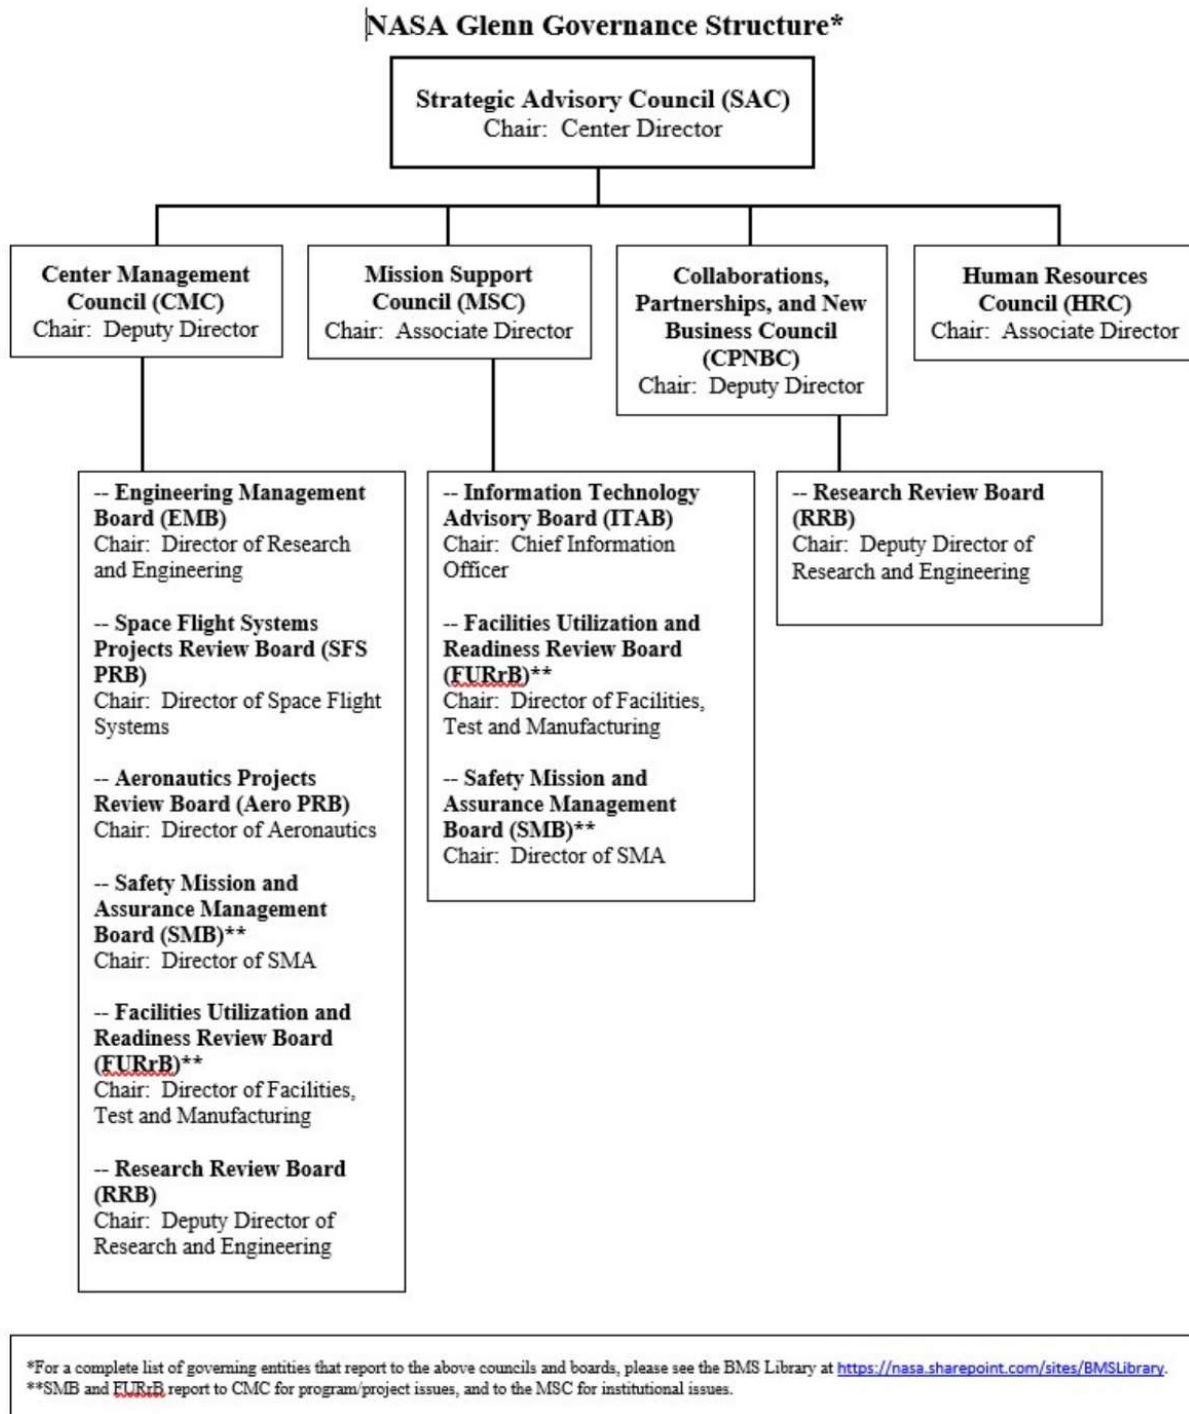 NASA Glenn Governance Structure*
Strategic Advisory Council (SAC)
Chair: Center Director
Center Management
Council (CMC)
Chair: Deputy Director
Mission Support
Council (MSC)
Chair: Associate Director
Collaborations,
Partnerships, and New
Business Council
(CPNBC)
Chair: Deputy Director
Human Resources
Council (HRC)
Chair: Associate Director
-- Engineering Management
Board (EMB)
Chair: Director of Research
and Engineering
-- Space Flight Systems
Projects Review Board (SFS
PRB)
Chair: Director of Space Flight
Systems
-- Aeronautics Projects
Review Board (Aero PRB)
Chair: Director of Aeronautics
-- Safety Mission and
Assurance Management
Board (SMB)**
Chair: Director of SMA
-- Facilities Utilization and
Readiness Review Board
(FURrB)**
Chair: Director of Facilities,
Test and Manufacturing
-- Research Review Board
(RRB)
Chair: Deputy Director of
Research and Engineering
-- Information Technology
Advisory Board (ITAB)
Chair: Chief Information
Officer
-- Facilities Utilization and
Readiness Review Board
(FURrB)**
Chair: Director of Facilities,
Test and Manufacturing
-- Safety Mission and
Assurance Management
Board (SMB)**
Chair: Director of SMA
-- Research Review Board
(RRB)
Chair: Deputy Director of
Research and Engineering
*For a complete list of governing entities that report to the above councils and boards, please see the BMS Library at https://nasa.sharepoint.com/sites/BMSLibrary.
**SMB and FURrB report to CMC for program/project issues, and to the MSC for institutional issues.